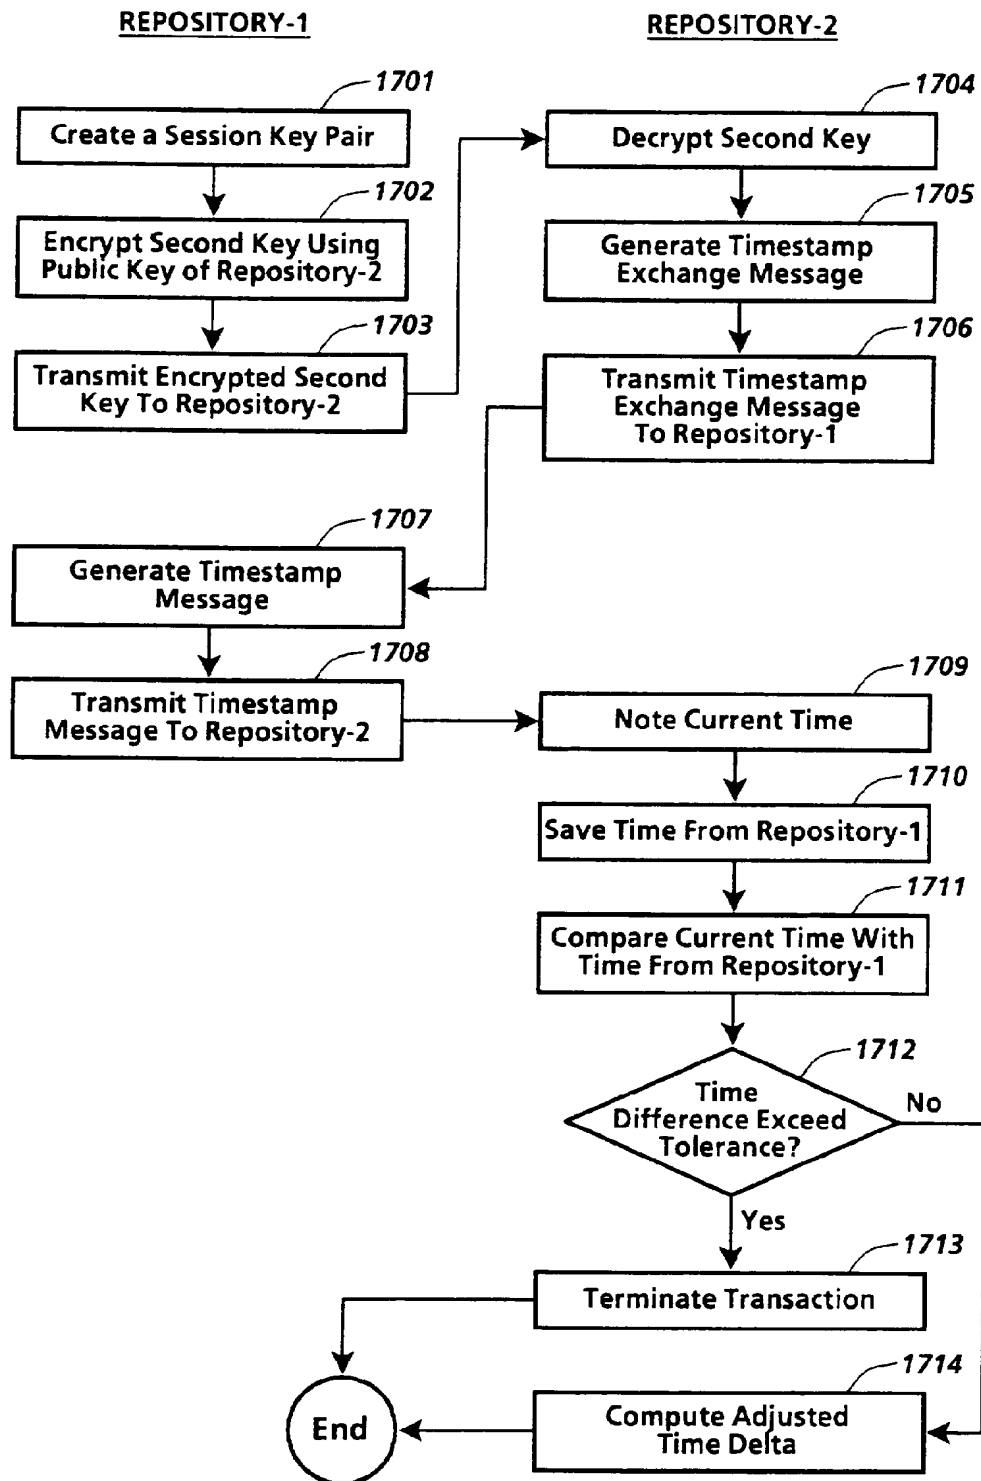 REPOSITORY-1
REPOSITORY-2
1701
Create a Session Key Pair
1702
Encrypt Second Key Using
Public Key of Repository-2
1703
Transmit Encrypted Second
Key To Repository-2
1704
Decrypt Second Key
1705
Generate Timestamp
Exchange Message
1706
Transmit Timestamp
Exchange Message
To Repository-1
1707
Generate Timestamp
Message
1708
Transmit Timestamp
Message To Repository-2
1709
Note Current Time
1710
Save Time From Repository-1
1711
Compare Current Time With
Time From Repository-1
1712
Time
Difference Exceed
Tolerance?
No
Yes
1713
Terminate Transaction
1714
Compute Adjusted
Time Delta
End